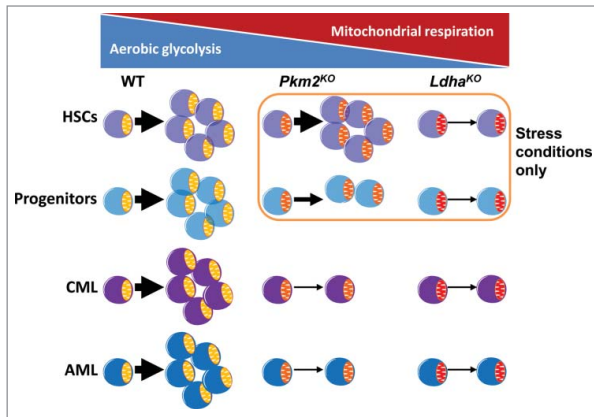 Mitochondrial respiration
Aerobic glycolysis
WT
Pkm2KO
LdhaKO
HSCs
Stress
conditions
only
Progenitors
CML
AML